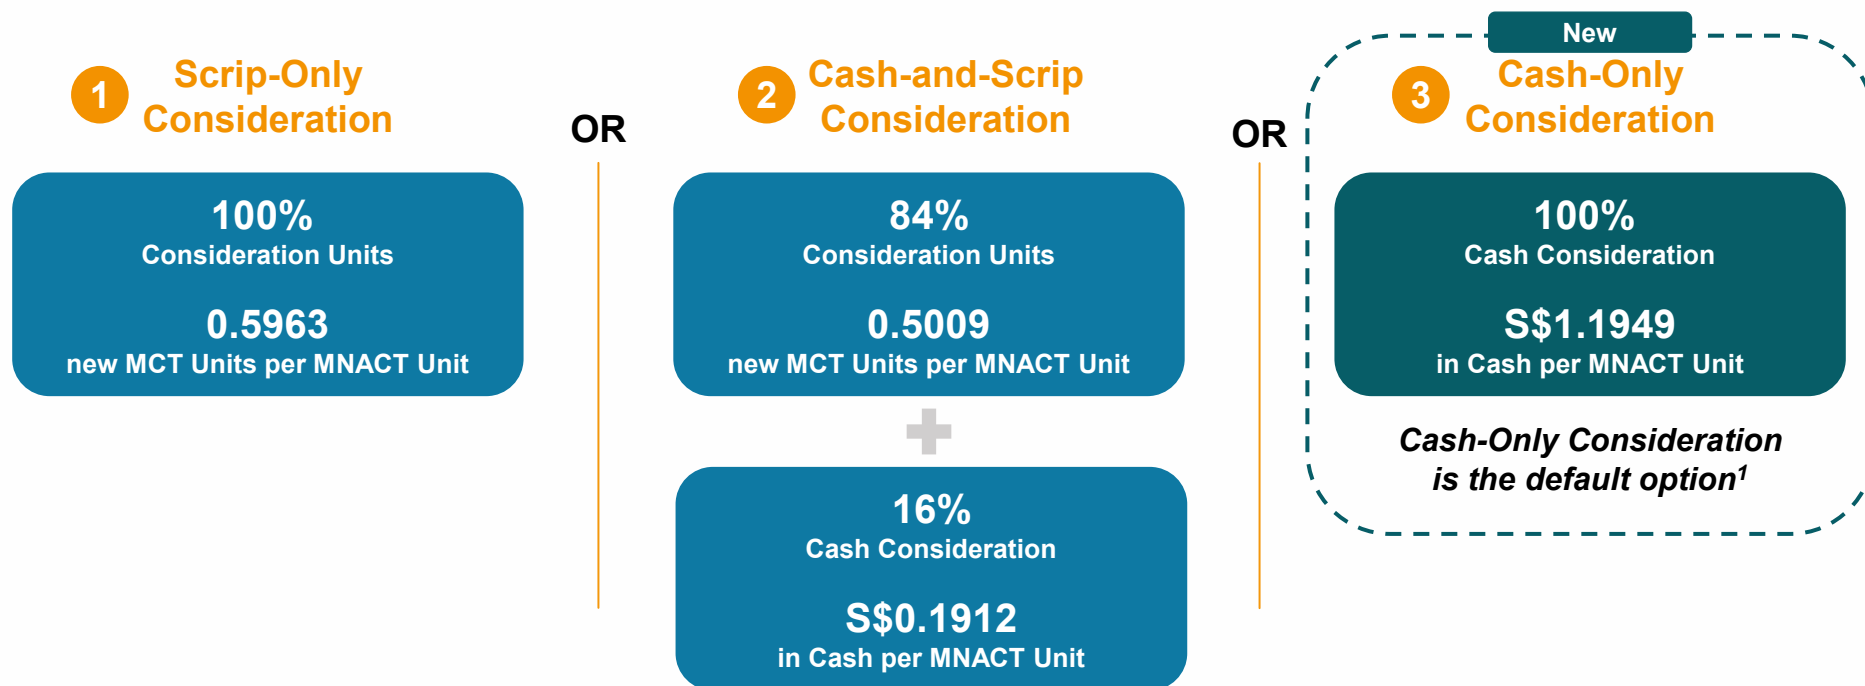 1
Scrip-Only
Consideration
100%
Consideration Units
0.5963
new MCT Units per MNACT Unit
OR
2
Cash-and-Scrip
Consideration
84%
Consideration Units
0.5009
new MCT Units per MNACT Unit
16%
Cash Consideration
S$0.1912
in Cash per MNACT Unit
OR
New
3
Cash-Only
Consideration
100%
Cash Consideration
S$1.1949
in Cash per MNACT Unit
Cash-Only Consideration
is the default option¹